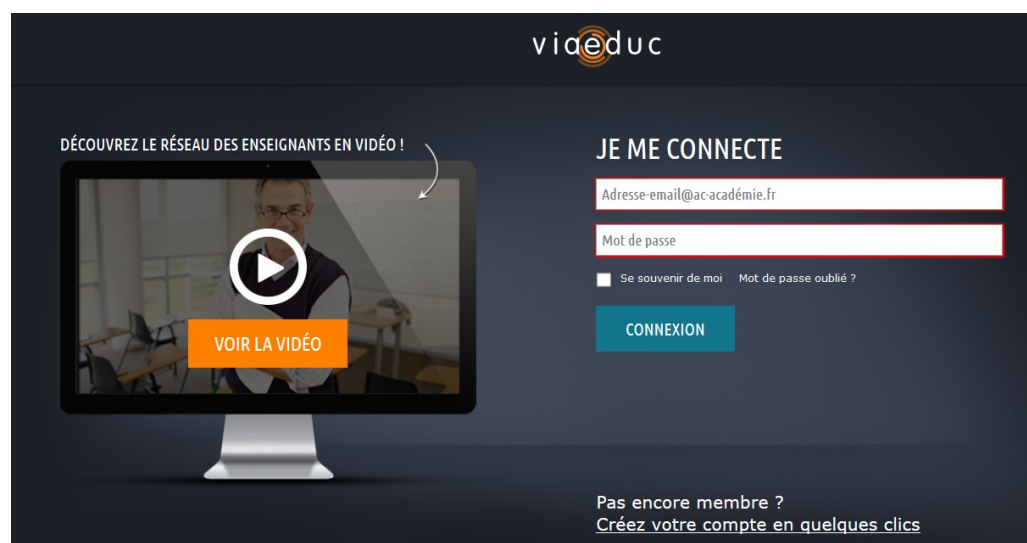 viaéduc
DÉCOUVREZ LE RÉSEAU DES ENSEIGNANTS EN VIDÉO !
VOIR LA VIDÉO
JE ME CONNECTE
Adresse-email@ac-académie.fr
Mot de passe
Se souvenir de moi Mot de passe oublié ?
CONNEXION
Pas encore membre ?
Créez votre compte en quelques clics